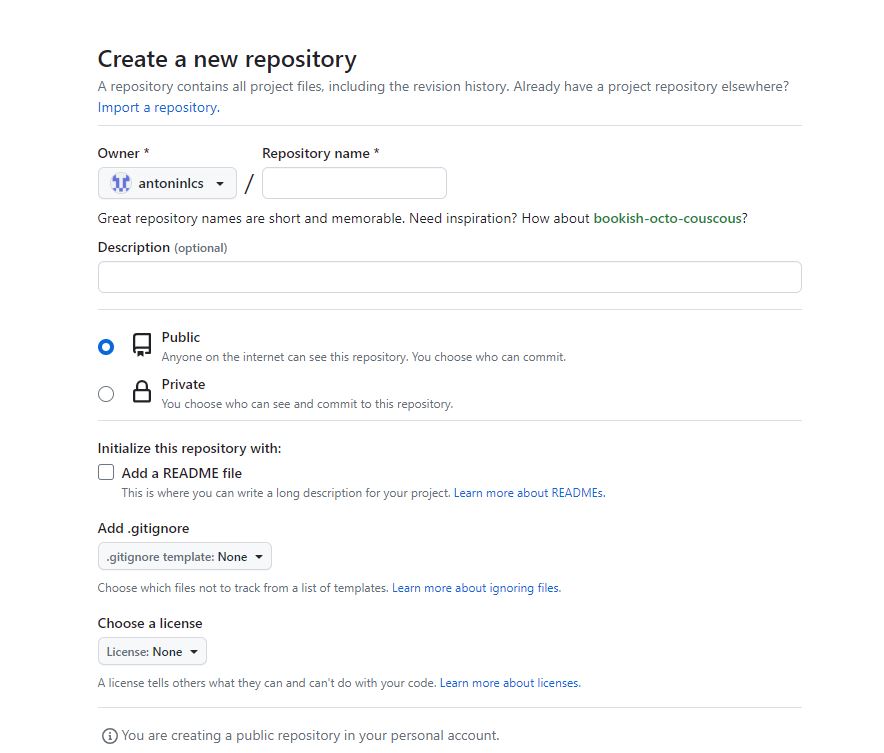 Create a new repository
A repository contains all project files, including the revision history. Already have a project repository elsewhere?
Import a repository.
Owner * Repository name *
antoninlcs /
Great repository names are short and memorable. Need inspiration? How about bookish-octo-couscous?
Description (optional)
Public
Anyone on the internet can see this repository. You choose who can commit.
Private
You choose who can see and commit to this repository.
Initialize this repository with:
Add a README file
This is where you can write a long description for your project. Learn more about READMEs.
Add .gitignore
.gitignore template: None
Choose which files not to track from a list of templates. Learn more about ignoring files.
Choose a license
License: None
A license tells others what they can and can't do with your code. Learn more about licenses.
You are creating a public repository in your personal account.